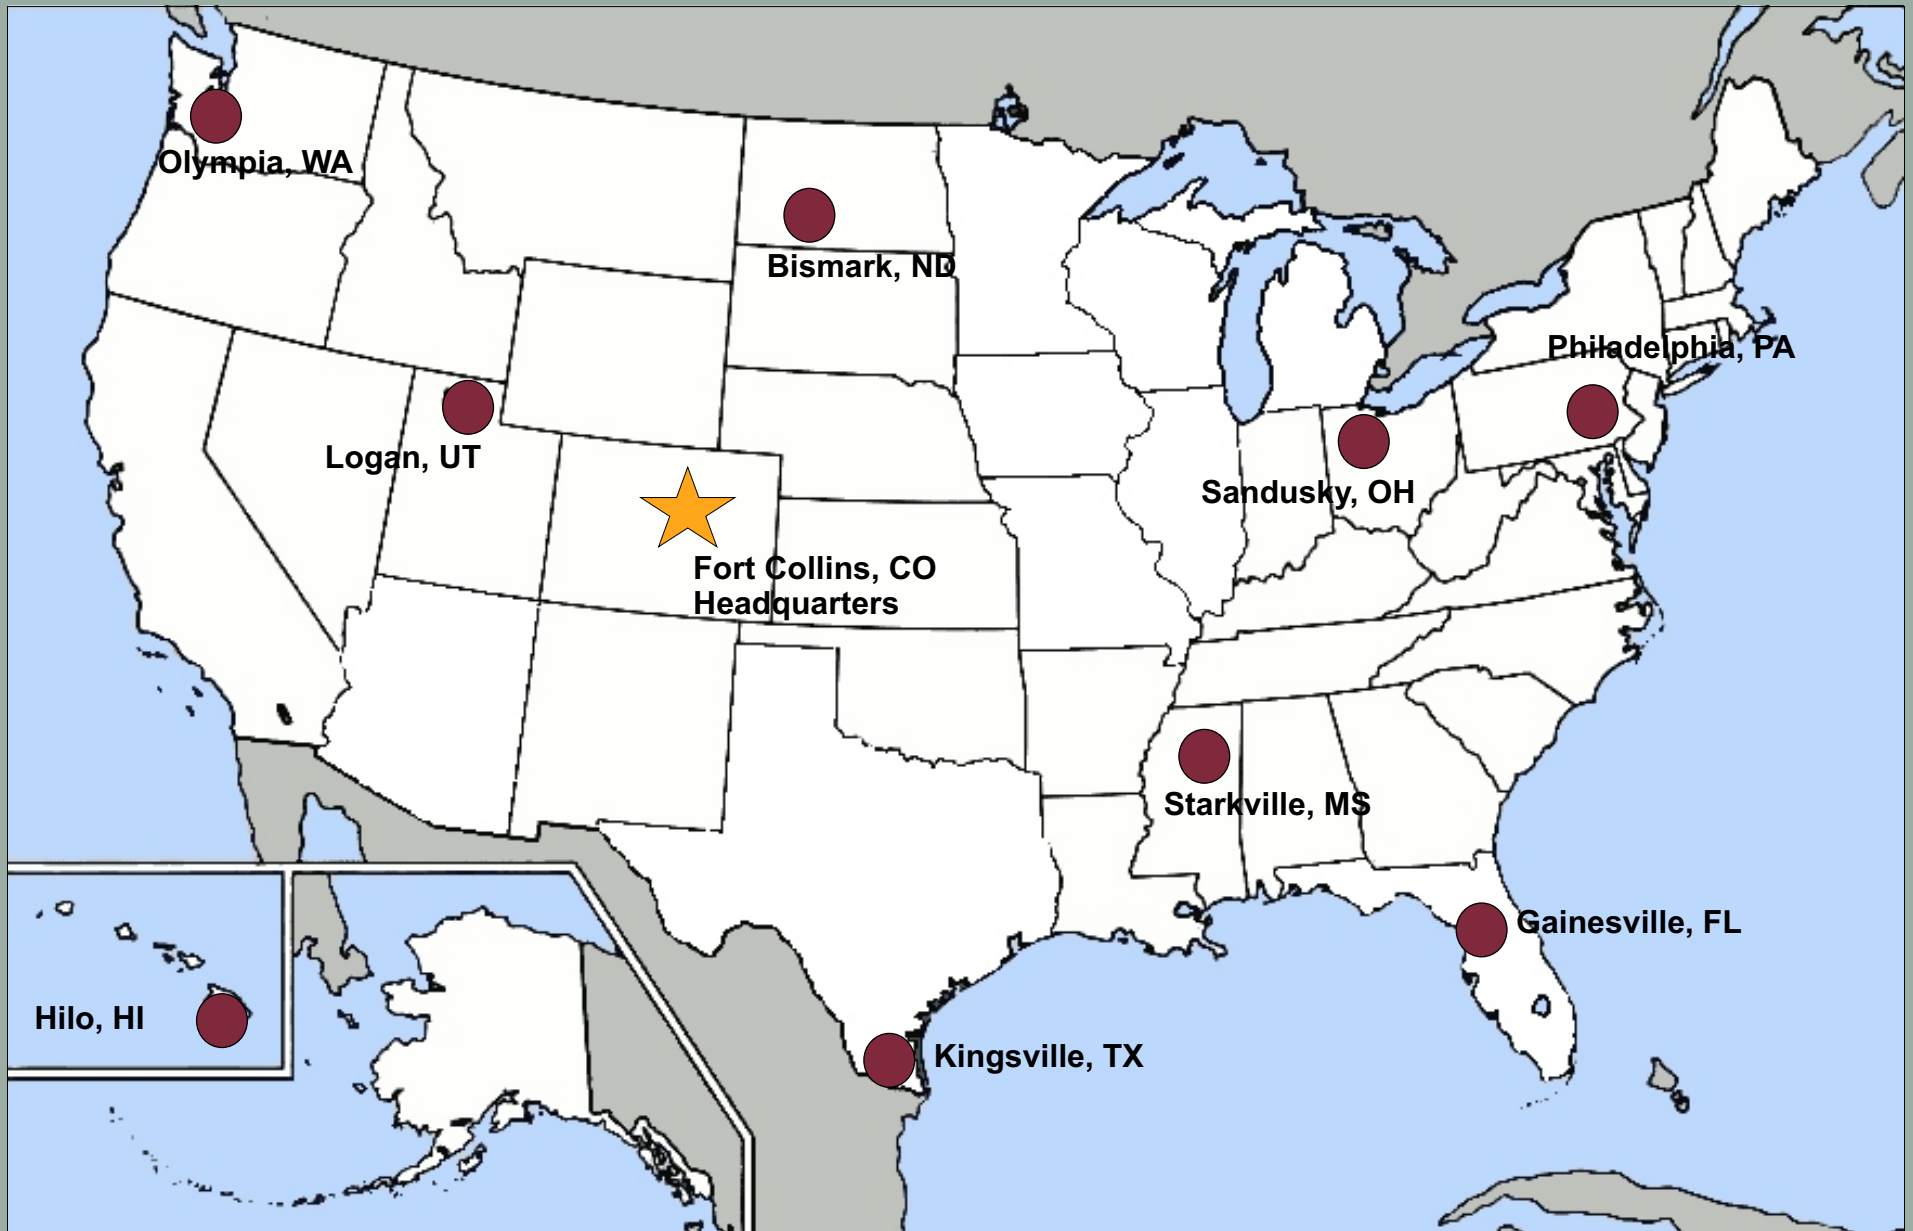 Olympia, WA
Bismark, ND
Philadelphia, PA
Logan, UT
Sandusky, OH
Fort Collins, CO
Headquarters
Starkville, MS
Gainesville, FL
Hilo, HI
Kingsville, TX